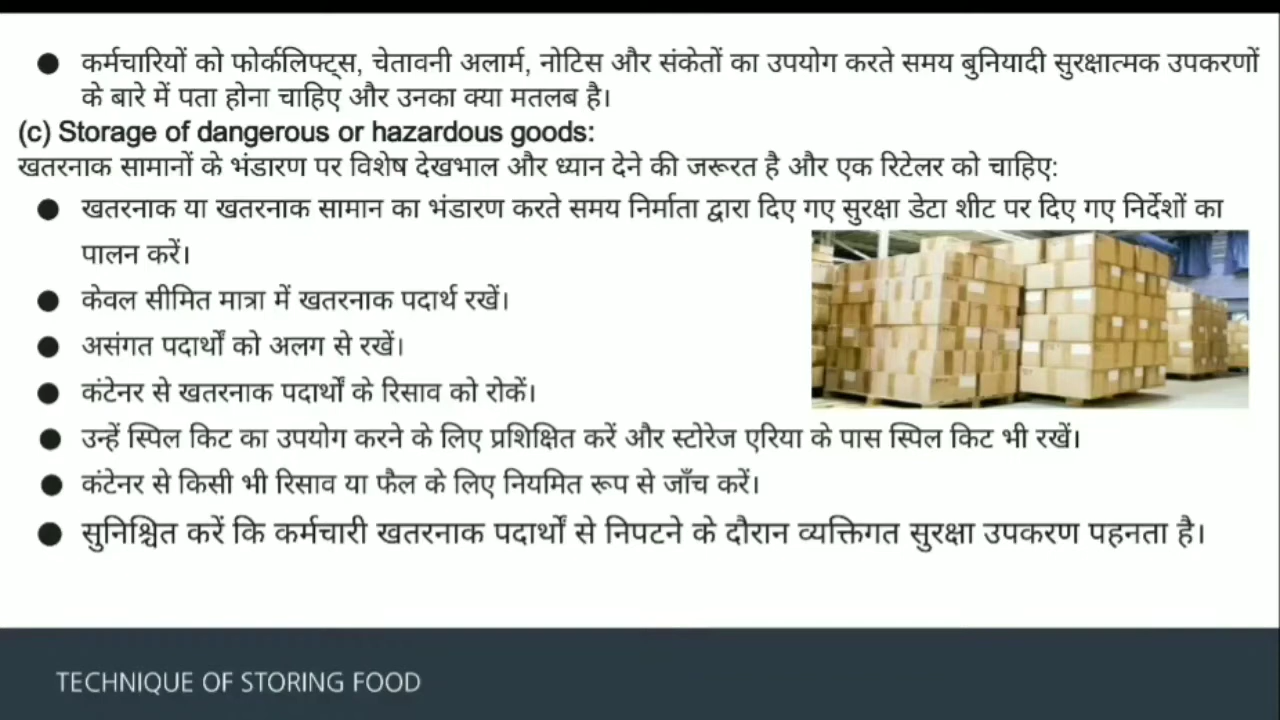 ● कर्मचारियों को फोर्कलिफ्ट्स, चेतावनी अलार्म, नोटिस और संकेतों का उपयोग करते समय बुनियादी सुरक्षात्मक उपकरणों
के बारे में पता होना चाहिए और उनका क्या मतलब है।
(c) Storage of dangerous or hazardous goods:
खतरनाक सामानों के भंडारण पर विशेष देखभाल और ध्यान देने की जरूरत है और एक रिटेलर को चाहिए:
● खतरनाक या खतरनाक सामान का भंडारण करते समय निर्माता द्वारा दिए गए सुरक्षा डेटा शीट पर दिए गए निर्देशों का
पालन करें।
● केवल सीमित मात्रा में खतरनाक पदार्थ रखें।
● असंगत पदार्थों को अलग से रखें।
● कंटेनर से खतरनाक पदार्थों के रिसाव को रोकें।
● उन्हें स्पिल किट का उपयोग करने के लिए प्रशिक्षित करें और स्टोरेज एरिया के पास स्पिल किट भी रखें।
● कंटेनर से किसी भी रिसाव या फैल के लिए नियमित रूप से जाँच करें।
● सुनिश्चित करें कि कर्मचारी खतरनाक पदार्थों से निपटने के दौरान व्यक्तिगत सुरक्षा उपकरण पहनता है।
TECHNIQUE OF STORING FOOD